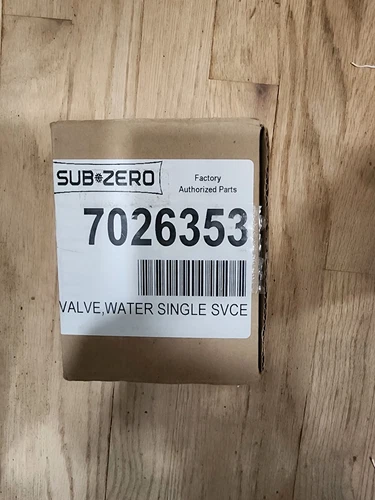 SUB ZERO
Factory
Authorized Parts
7026353
VALVE,WATER SINGLE SVCE